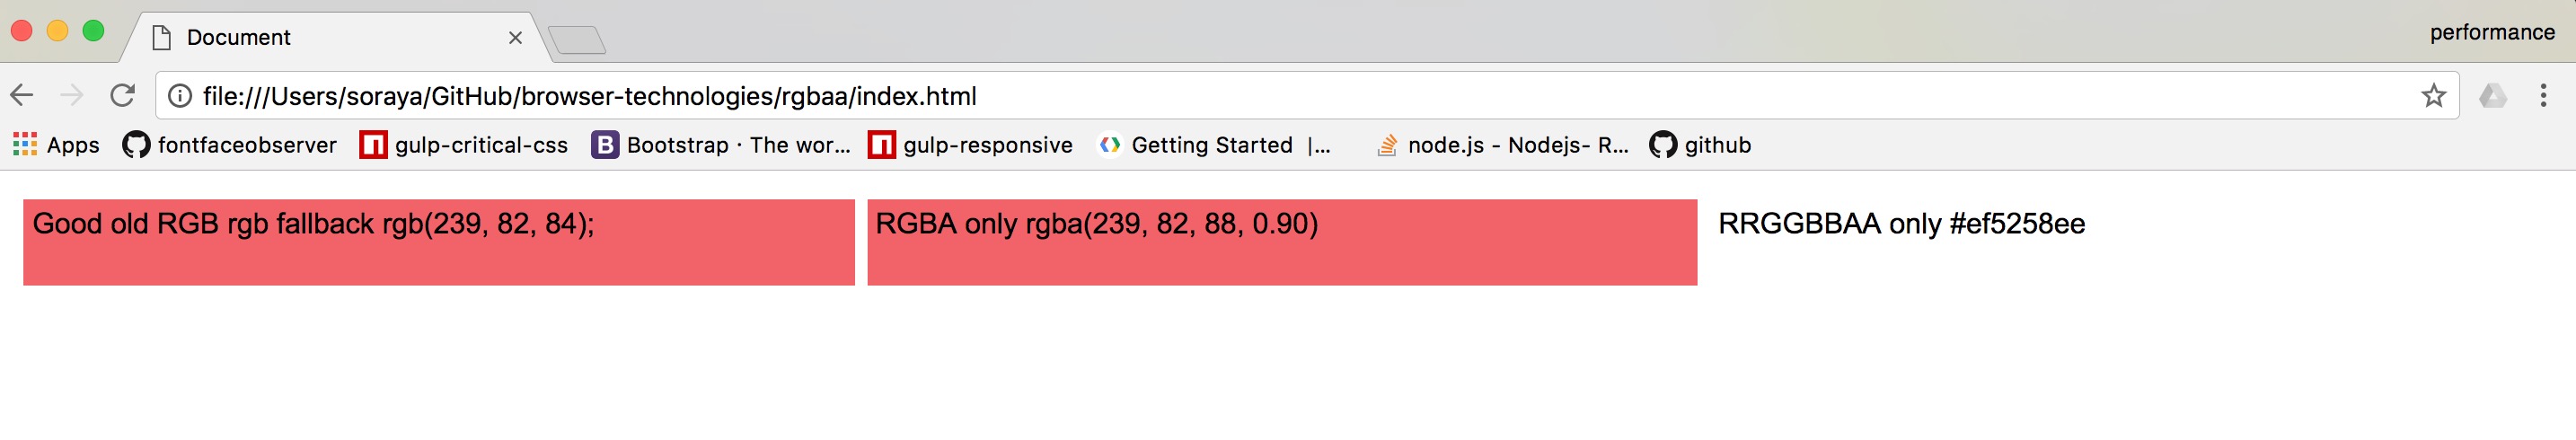 Document
performance
file:///Users/soraya/GitHub/browser-technologies/rgbaa/index.html
Apps fontfaceobserver gulp-critical-css Bootstrap · The wor... gulp-responsive Getting Started |... node.js - Nodejs- R... github
Good old RGB rgb fallback rgb(239, 82, 84); RGBA only rgba(239, 82, 88, 0.90) RRGGBBAA only #ef5258ee